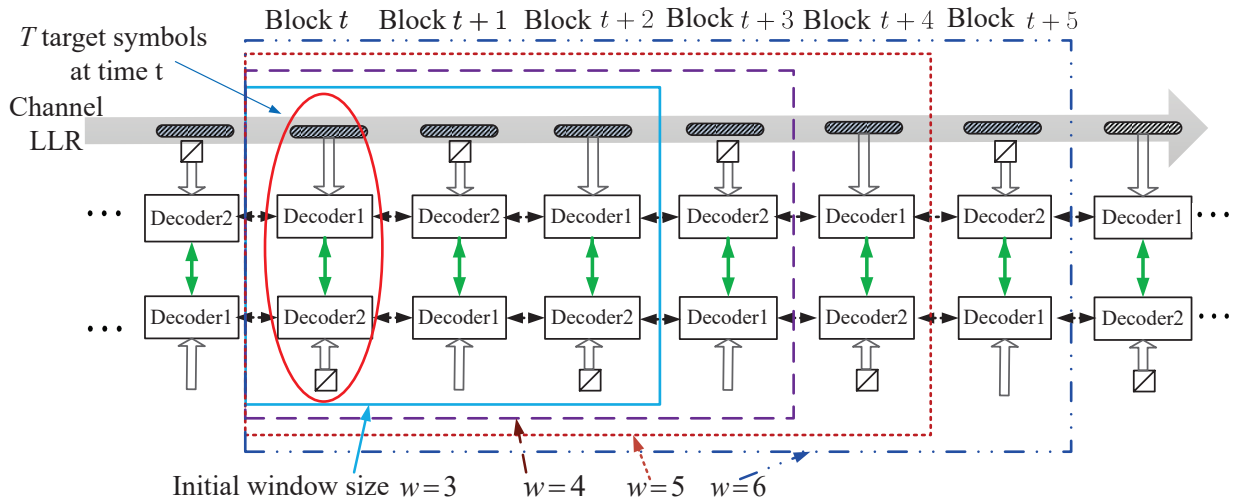 Block t Block t + 1 Block t + 2 Block t + 3 Block t + 4 Block t + 5
T target symbols
at time t
Channel
LLR
... Decoder2 Decoder1 Decoder2 Decoder1 Decoder2 Decoder1 Decoder2 Decoder1 ...
... Decoder1 Decoder2 Decoder1 Decoder2 Decoder1 Decoder2 Decoder1 Decoder2 ...
Initial window size w=3 w=4 w=5 w=6